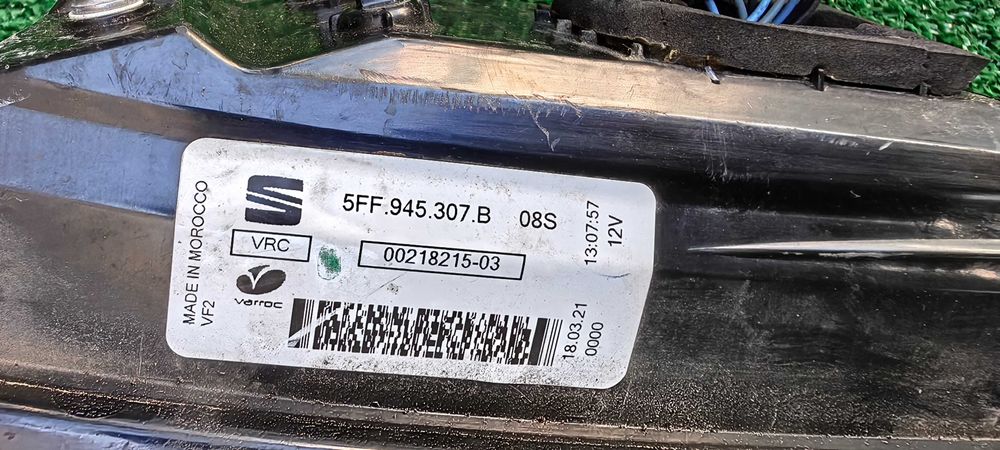 5FF.945.307.B 08S
VRC
00218215-03
varroc
MADE IN MOROCCO
VF2
13:07:57
12V
18.03.21
0000